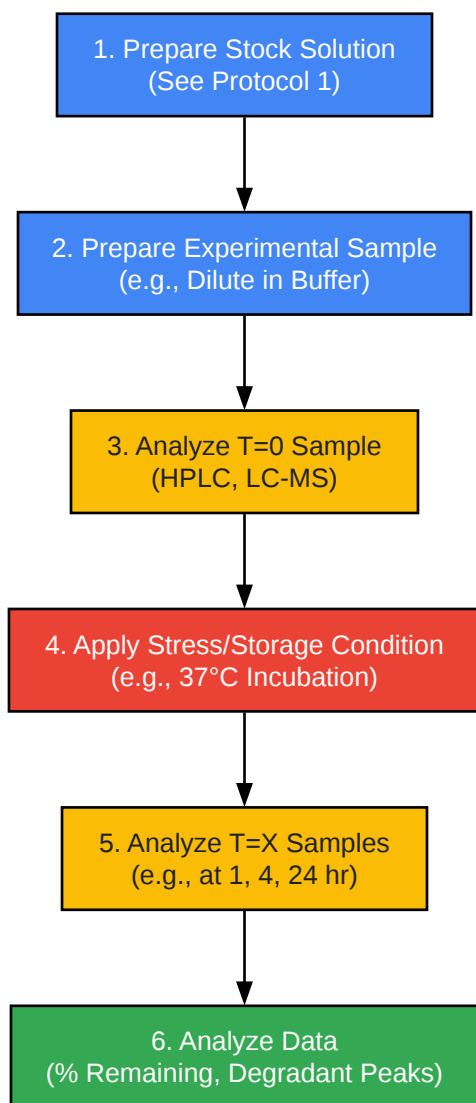 1. Prepare Stock Solution
(See Protocol 1)
2. Prepare Experimental Sample
(e.g., Dilute in Buffer)
3. Analyze T=0 Sample
(HPLC, LC-MS)
4. Apply Stress/Storage Condition
(e.g., 37°C Incubation)
5. Analyze T=X Samples
(e.g., at 1, 4, 24 hr)
6. Analyze Data
(% Remaining, Degradant Peaks)